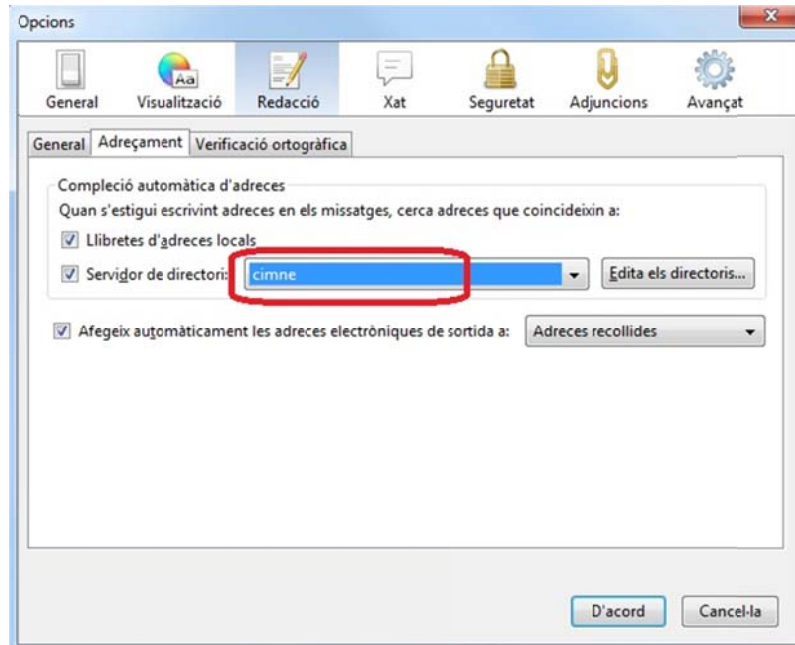 Opcions
x
Aa
General Visualització Redacció Xat Seguretat Adjuncions Avançat
General Adreçament Verificació ortogràfica
Compleció automàtica d'adreces
Quan s'estigui escrivint adreces en els missatges, cerca adreces que coincideixin a:
Llibretes d'adreces locals
Servidor de directori: cimne Edita els directoris...
Afegeix automàticament les adreces electròniques de sortida a: Adreces recollides
D'acord Cancel·la